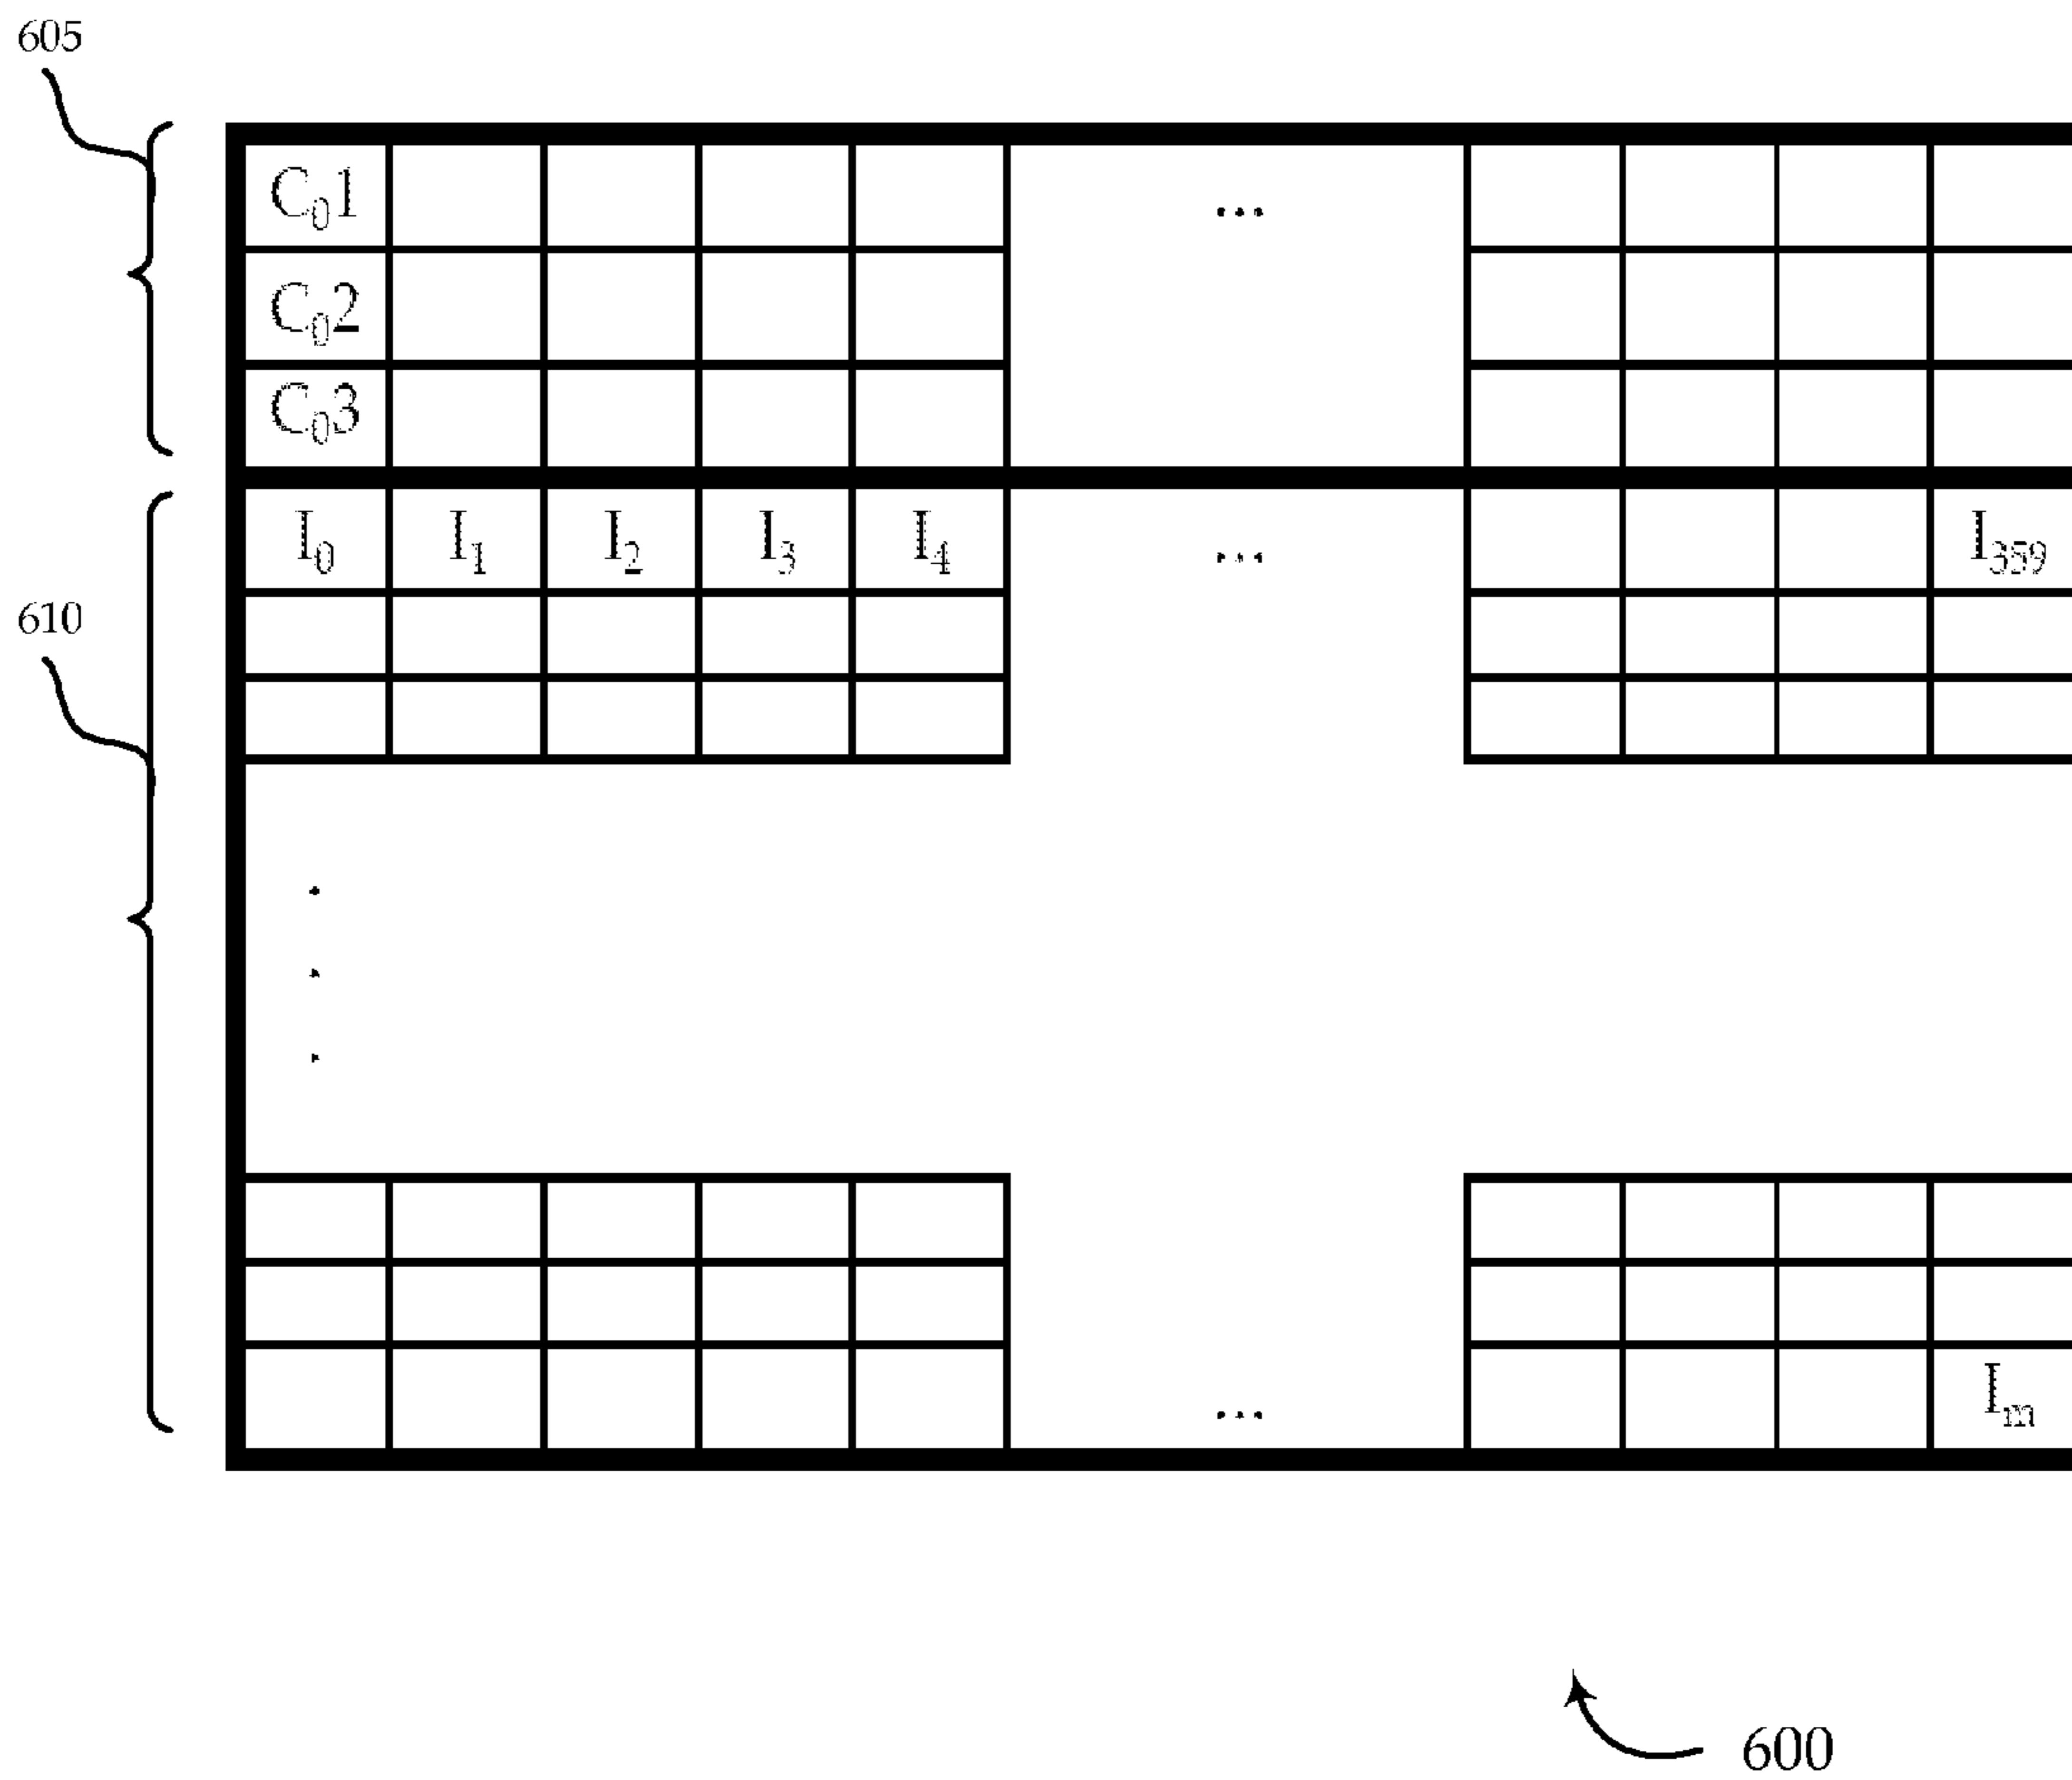 605
C₀1 ...
C₀2
C₀3
I₀ I₁ I₂ I₃ I₄ ... I₃₅₉
610
.
.
.
... Iₘ
600